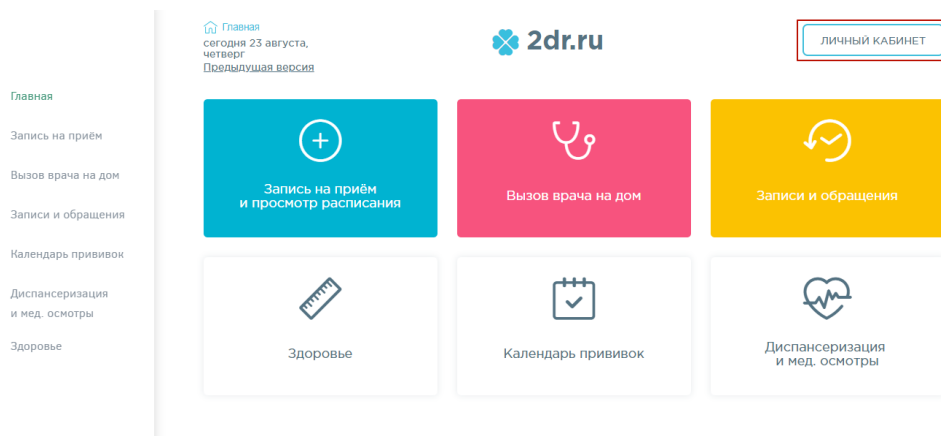 Главная
сегодня 23 августа,
четверг
Предыдущая версия
2dr.ru
ЛИЧНЫЙ КАБИНЕТ
Главная
Запись на приём
Вызов врача на дом
Записи и обращения
Календарь прививок
Диспансеризация
и мед. осмотры
Здоровье
Запись на приём
и просмотр расписания
Вызов врача на дом
Записи и обращения
Здоровье
Календарь прививок
Диспансеризация
и мед. осмотры